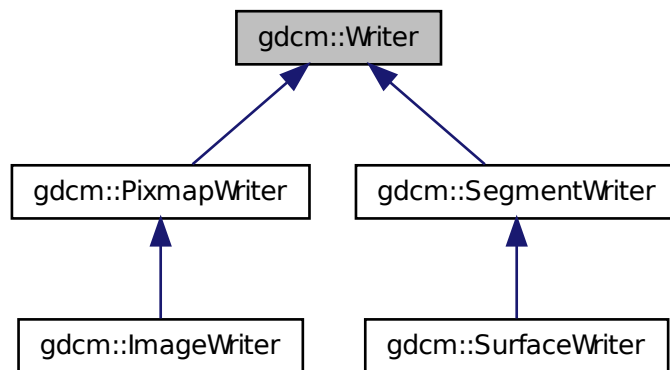 gdcm::Writer
gdcm::PixmapWriter
gdcm::SegmentWriter
gdcm::ImageWriter
gdcm::SurfaceWriter